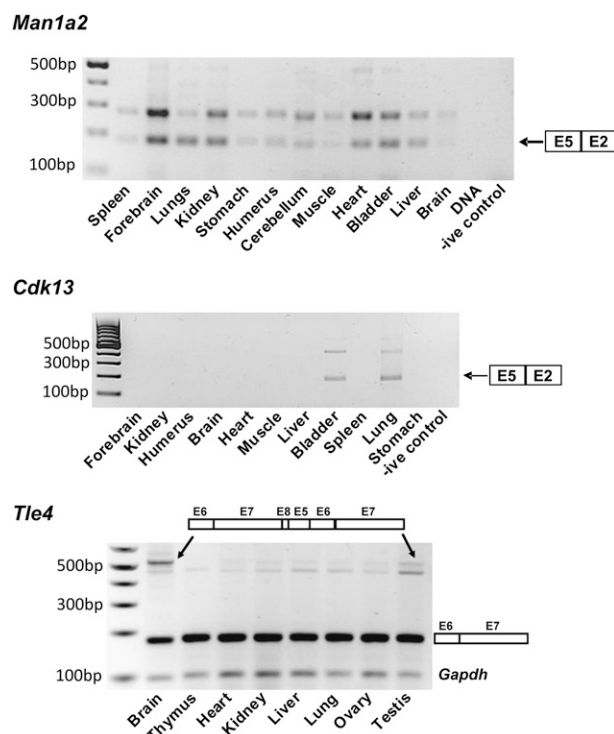 Man1a2
500bp
300bp
100bp
E5 E2
Spleen
Forebrain
Lungs
Kidney
Stomach
Humerus
Cerebellum
Muscle
Heart
Bladder
Liver
Brain
DNA
-ive control
Cdk13
500bp
300bp
100bp
E5 E2
Forebrain
Kidney
Humerus
Brain
Heart
Muscle
Liver
Bladder
Spleen
Lung
Stomach
-ive control
Tle4
E6 E7 E8 E5 E6 E7
500bp
300bp
E6 E7
100bp
Gapdh
Brain
Thymus
Heart
Kidney
Liver
Lung
Ovary
Testis